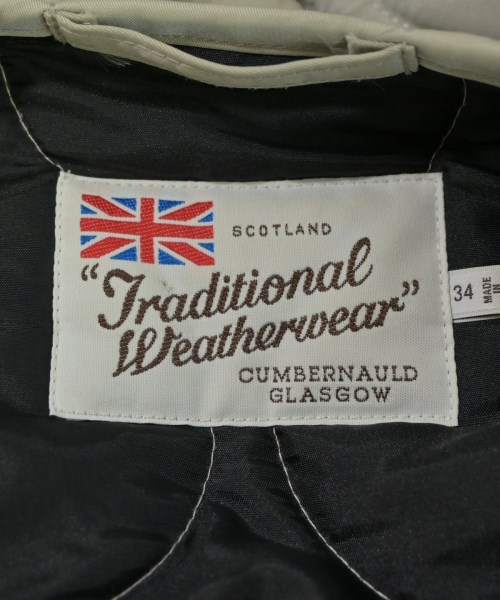 SCOTLAND
"Traditional
Weatherwear"
CUMBERNAULD
GLASGOW
34
MADE
IN